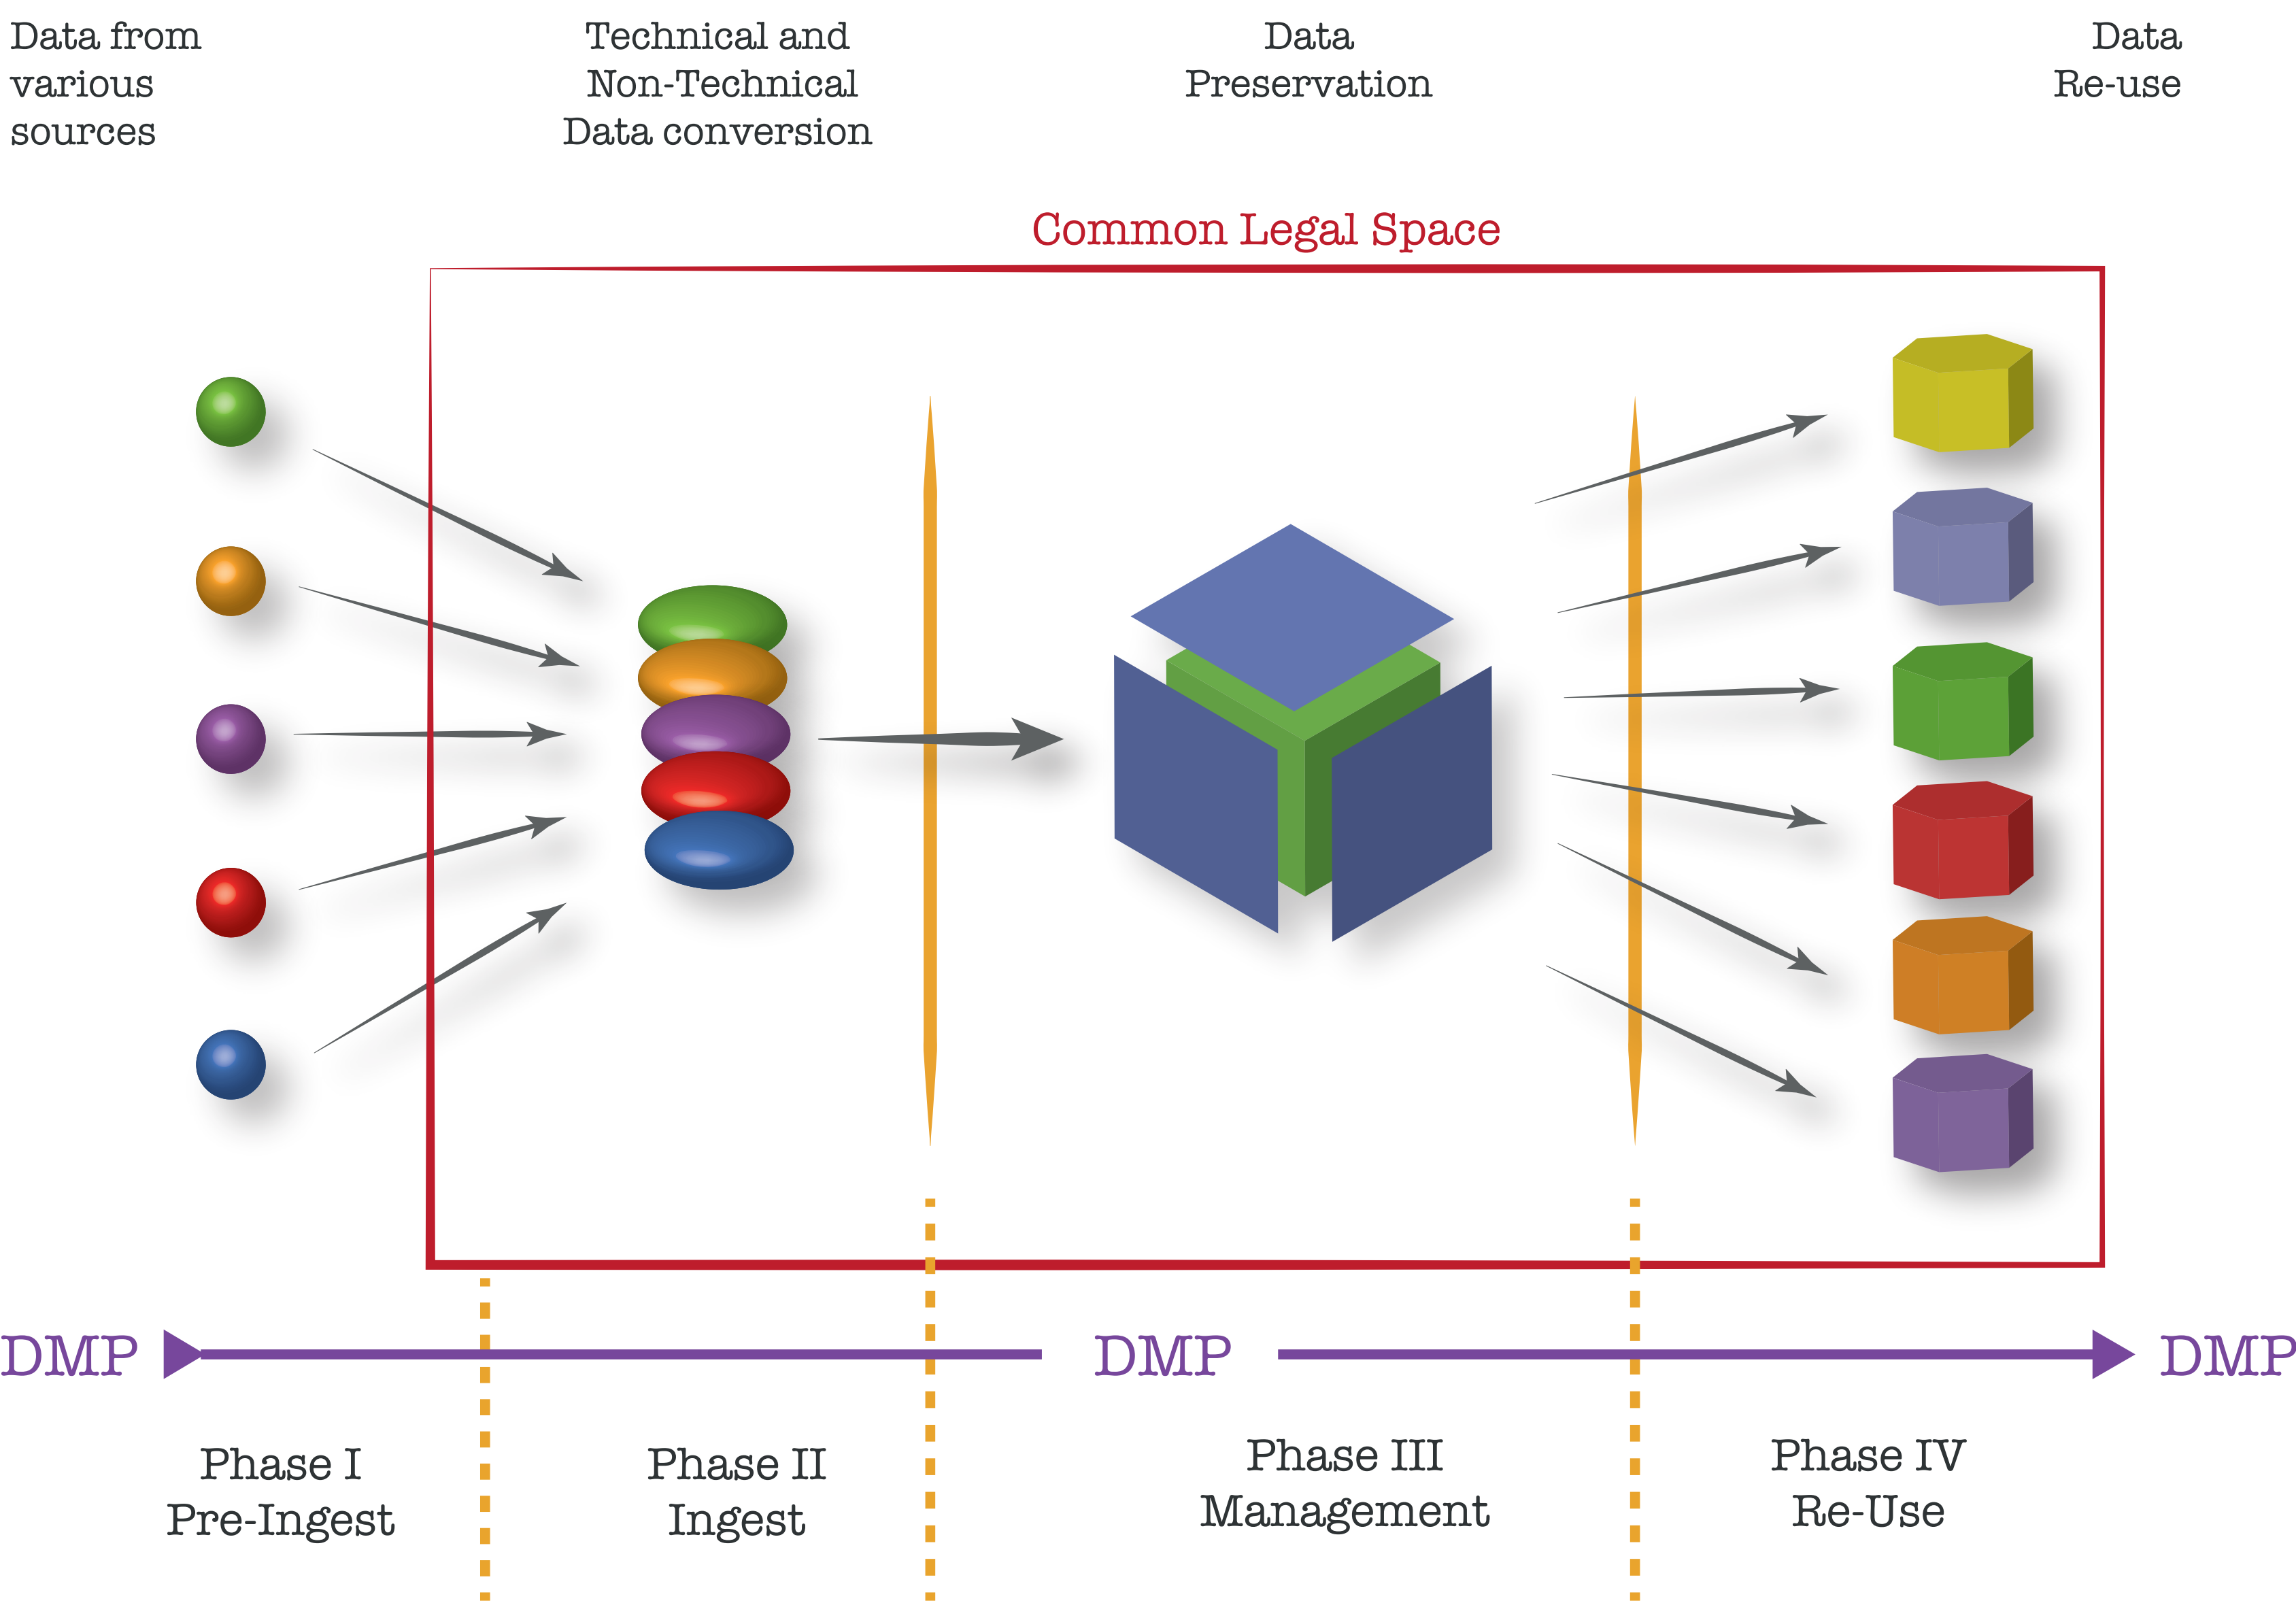 Data from
various
sources
Technical and
Non-Technical
Data conversion
Data
Preservation
Data
Re-use
Common Legal Space
DMP
DMP
DMP
Phase I
Pre-Ingest
Phase II
Ingest
Phase III
Management
Phase IV
Re-Use